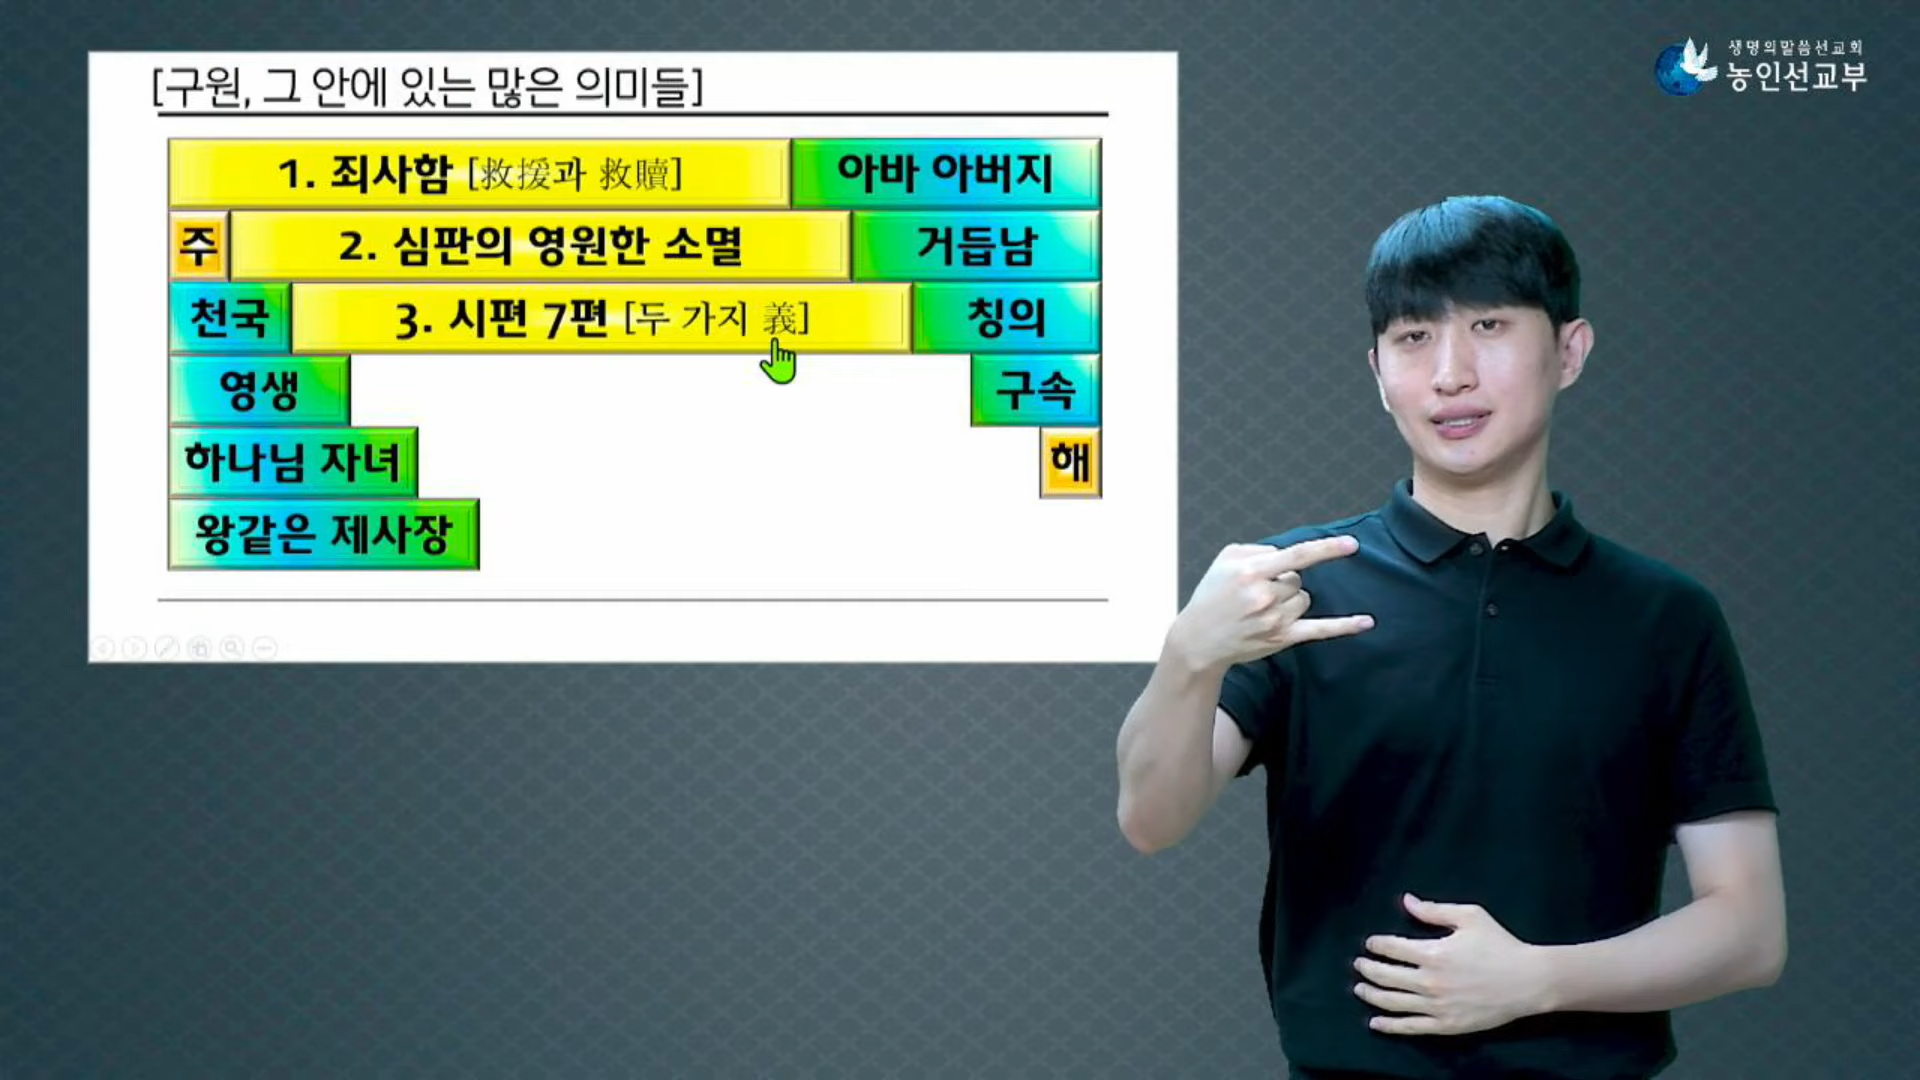 [구원, 그 안에 있는 많은 의미들]
1. 죄사함 [救援과 救贖] 아바 아버지
주 2. 심판의 영원한 소멸 거듭남
천국 3. 시편 7편 [두 가지 義] 칭의
영생 구속
하나님 자녀 해
왕같은 제사장
생명의말씀선교회
농인선교부